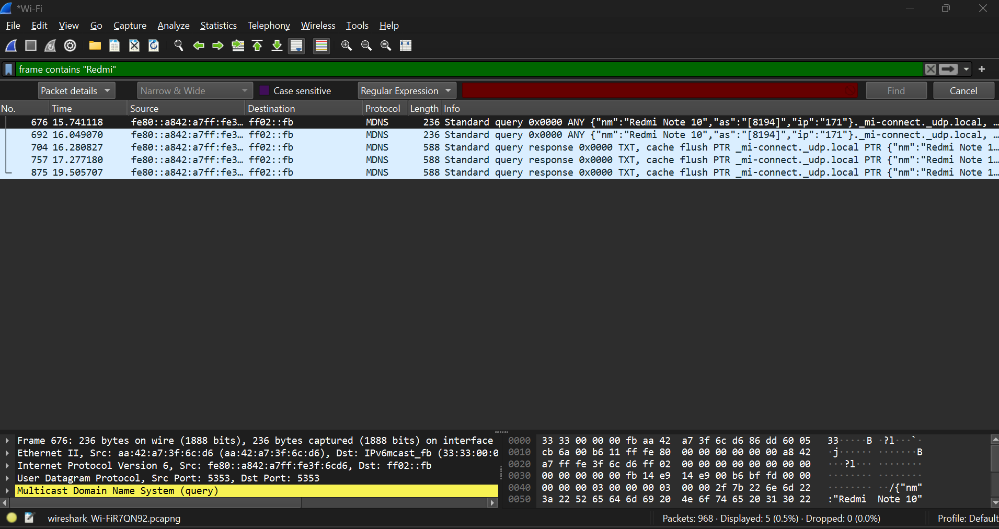 *Wi-Fi
File Edit View Go Capture Analyze Statistics Telephony Wireless Tools Help
frame contains "Redmi"
Packet details Narrow & Wide Case sensitive Regular Expression Find Cancel
No. Time Source Destination Protocol Length Info
676 15.741118 fe80::a842:a7ff:fe3… ff02::fb MDNS 236 Standard query 0x0000 ANY {"nm":"Redmi Note 10","as":"[8194]","ip":"171"}._mi-connect._udp.local, …
692 16.049070 fe80::a842:a7ff:fe3… ff02::fb MDNS 236 Standard query 0x0000 ANY {"nm":"Redmi Note 10","as":"[8194]","ip":"171"}._mi-connect._udp.local, …
704 16.280827 fe80::a842:a7ff:fe3… ff02::fb MDNS 588 Standard query response 0x0000 TXT, cache flush PTR _mi-connect._udp.local PTR {"nm":"Redmi Note 1…
757 17.277180 fe80::a842:a7ff:fe3… ff02::fb MDNS 588 Standard query response 0x0000 TXT, cache flush PTR _mi-connect._udp.local PTR {"nm":"Redmi Note 1…
875 19.505707 fe80::a842:a7ff:fe3… ff02::fb MDNS 588 Standard query response 0x0000 TXT, cache flush PTR _mi-connect._udp.local PTR {"nm":"Redmi Note 1…
Frame 676: 236 bytes on wire (1888 bits), 236 bytes captured (1888 bits) on interface
Ethernet II, Src: aa:42:a7:3f:6c:d6 (aa:42:a7:3f:6c:d6), Dst: IPv6mcast_fb (33:33:00:0
Internet Protocol Version 6, Src: fe80::a842:a7ff:fe3f:6cd6, Dst: ff02::fb
User Datagram Protocol, Src Port: 5353, Dst Port: 5353
Multicast Domain Name System (query)
0000 33 33 00 00 00 fb aa 42 a7 3f 6c d6 86 dd 60 05 33·····B ·?l···`·
0010 cb 6a 00 b6 11 ff fe 80 00 00 00 00 00 00 a8 42 ·j······ ·······B
0020 a7 ff fe 3f 6c d6 ff 02 00 00 00 00 00 00 00 00 ···?l··· ········
0030 00 00 00 00 00 fb 14 e9 14 e9 00 b6 bf fd 00 00 ········ ········
0040 00 00 00 03 00 00 00 03 00 00 2f 7b 22 6e 6d 22 ········ ··/{"nm"
0050 3a 22 52 65 64 6d 69 20 4e 6f 74 65 20 31 30 22 :"Redmi Note 10"
wireshark_Wi-FiR7QN92.pcapng
Packets: 968 · Displayed: 5 (0.5%) · Dropped: 0 (0.0%)
Profile: Default